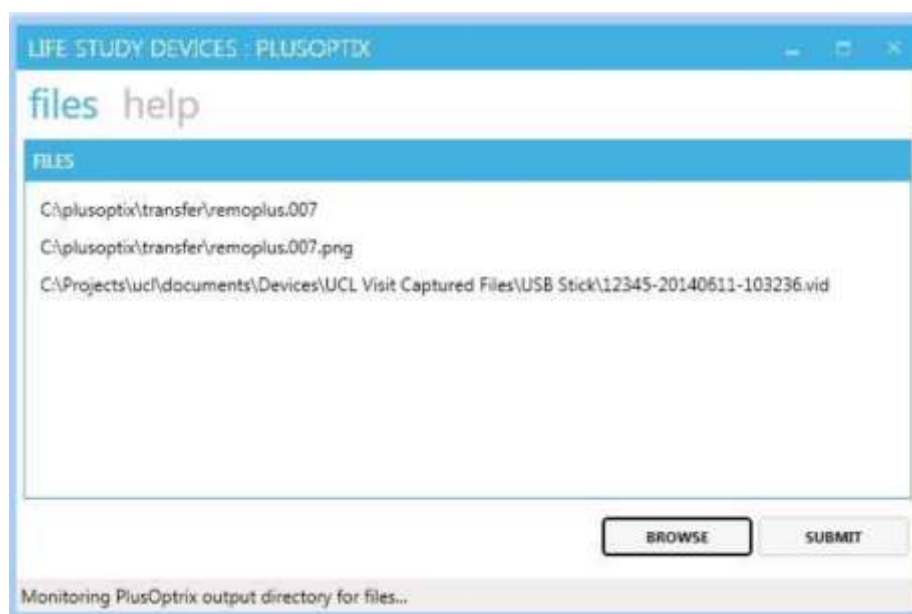 LIFE STUDY DEVICES : PLUSOPTIX
files help
FILES
C:\plusoptix\transfer\remoplus.007
C:\plusoptix\transfer\remoplus.007.png
C:\Projects\ucl\documents\Devices\UCL Visit Captured Files\USB Stick\12345-20140611-103236.vid
BROWSE SUBMIT
Monitoring PlusOptrix output directory for files...